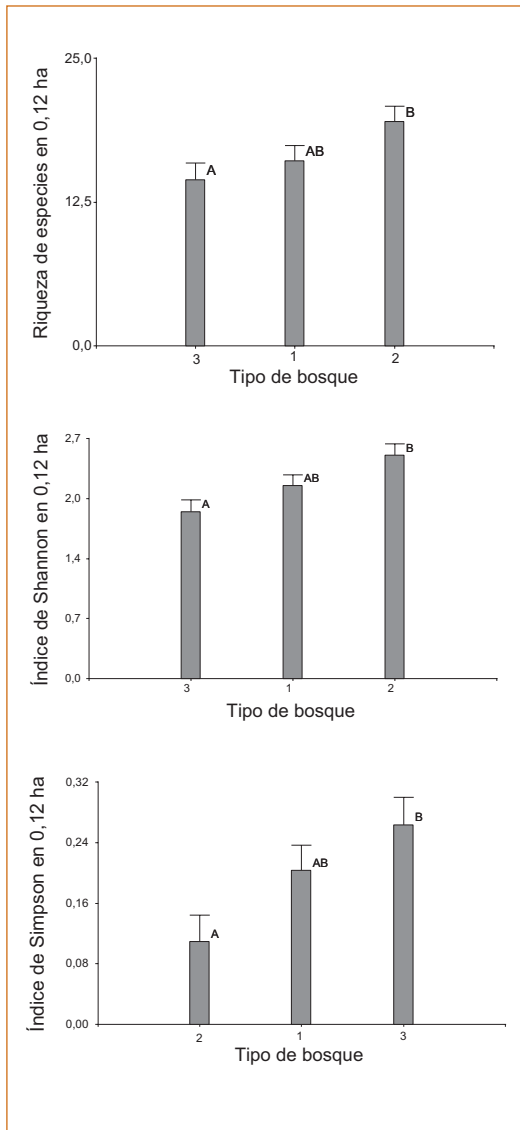 Riqueza de especies en 0,12 ha
25,0
12,5
0,0
A
AB
B
3 1 2
Tipo de bosque
Índice de Shannon en 0,12 ha
2,7
2,0
1,4
0,7
0,0
A
AB
B
3 1 2
Tipo de bosque
Índice de Simpson en 0,12 ha
0,32
0,24
0,16
0,08
0,00
A
AB
B
2 1 3
Tipo de bosque